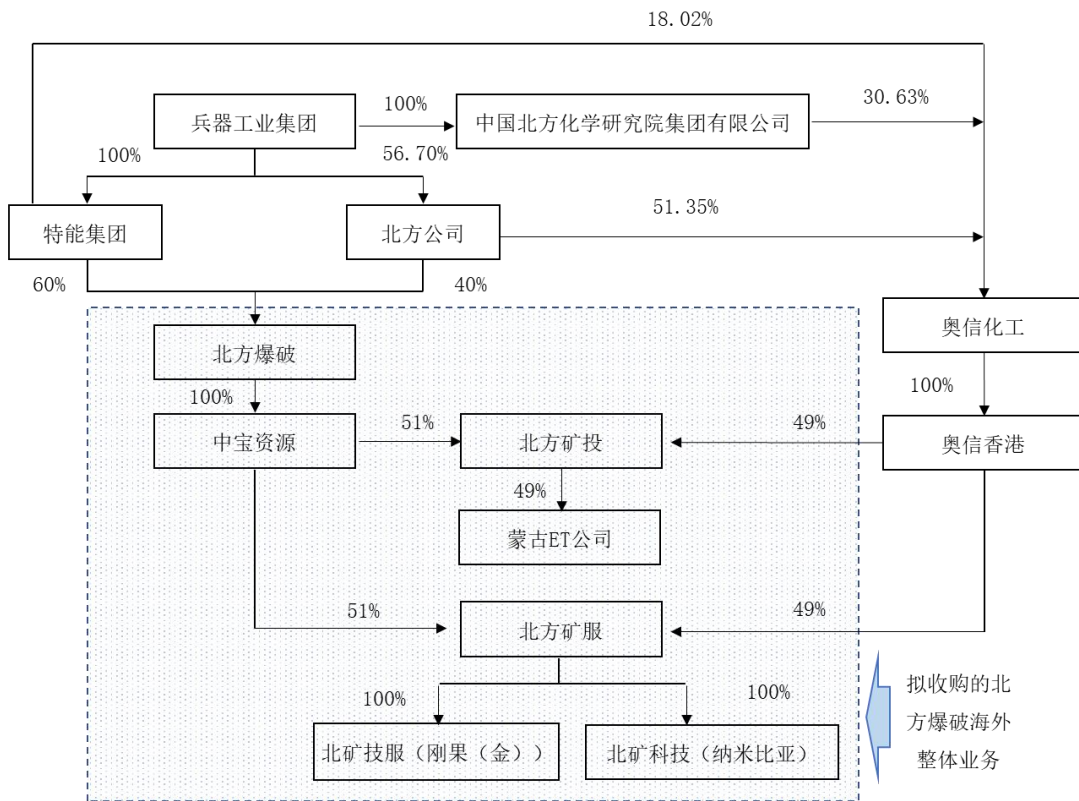 18.02%
兵器工业集团
100%
中国北方化学研究院集团有限公司
30.63%
100%
56.70%
特能集团
北方公司
51.35%
60%
40%
北方爆破
奥信化工
100%
100%
中宝资源
51%
北方矿投
49%
奥信香港
49%
蒙古ET公司
51%
北方矿服
49%
100%
100%
北矿技服（刚果（金））
北矿科技（纳米比亚）
拟收购的北
方爆破海外
整体业务